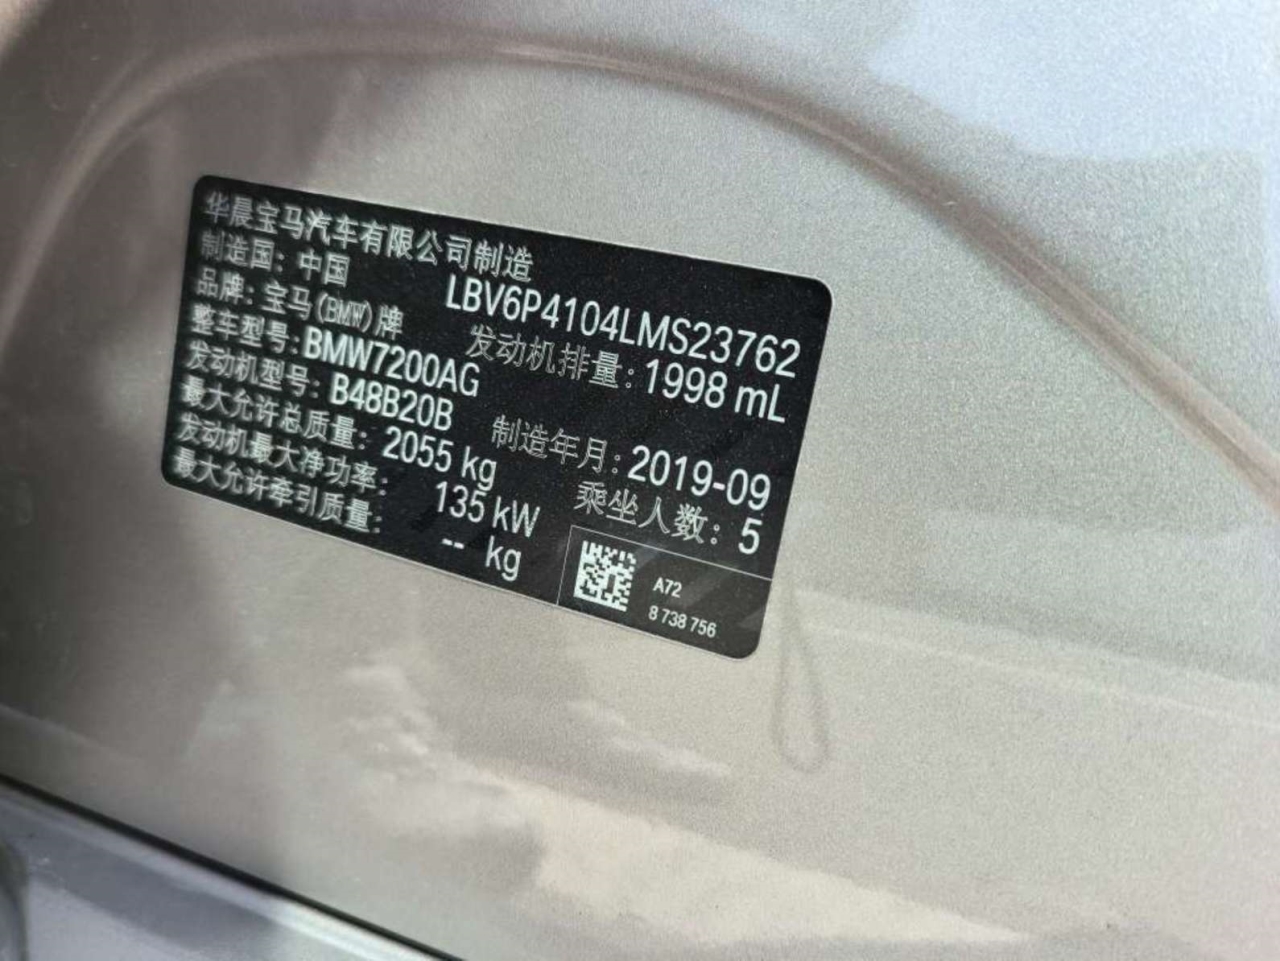 华晨宝马汽车有限公司制造
制造国：中国
LBV6P4104LMS23762
品牌：宝马(BMW)牌
发动机排量：1998 mL
整车型号：BMW7200AG
发动机型号：B48B20B
制造年月：2019-09
最大允许总质量：2055 kg
乘坐人数：5
发动机最大净功率：135 kW
最大允许牵引质量：-- kg
A72
8 738 756